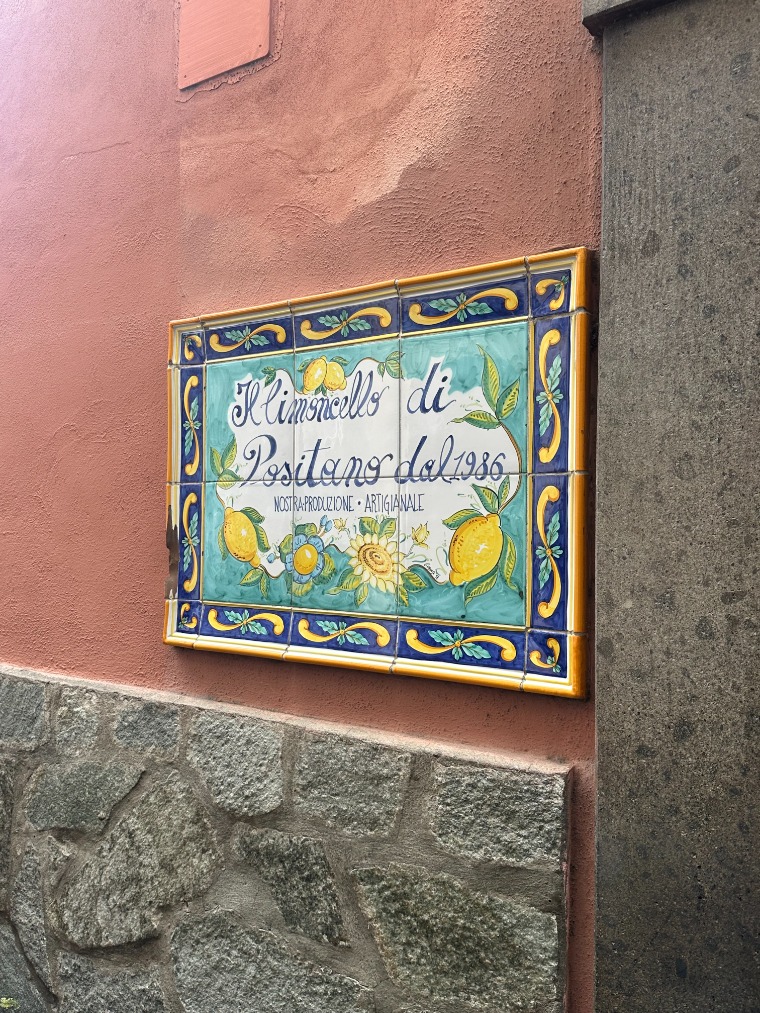 Il limoncello di
Positano dal 1986
NOSTRA·PRODUZIONE · ARTIGIANALE